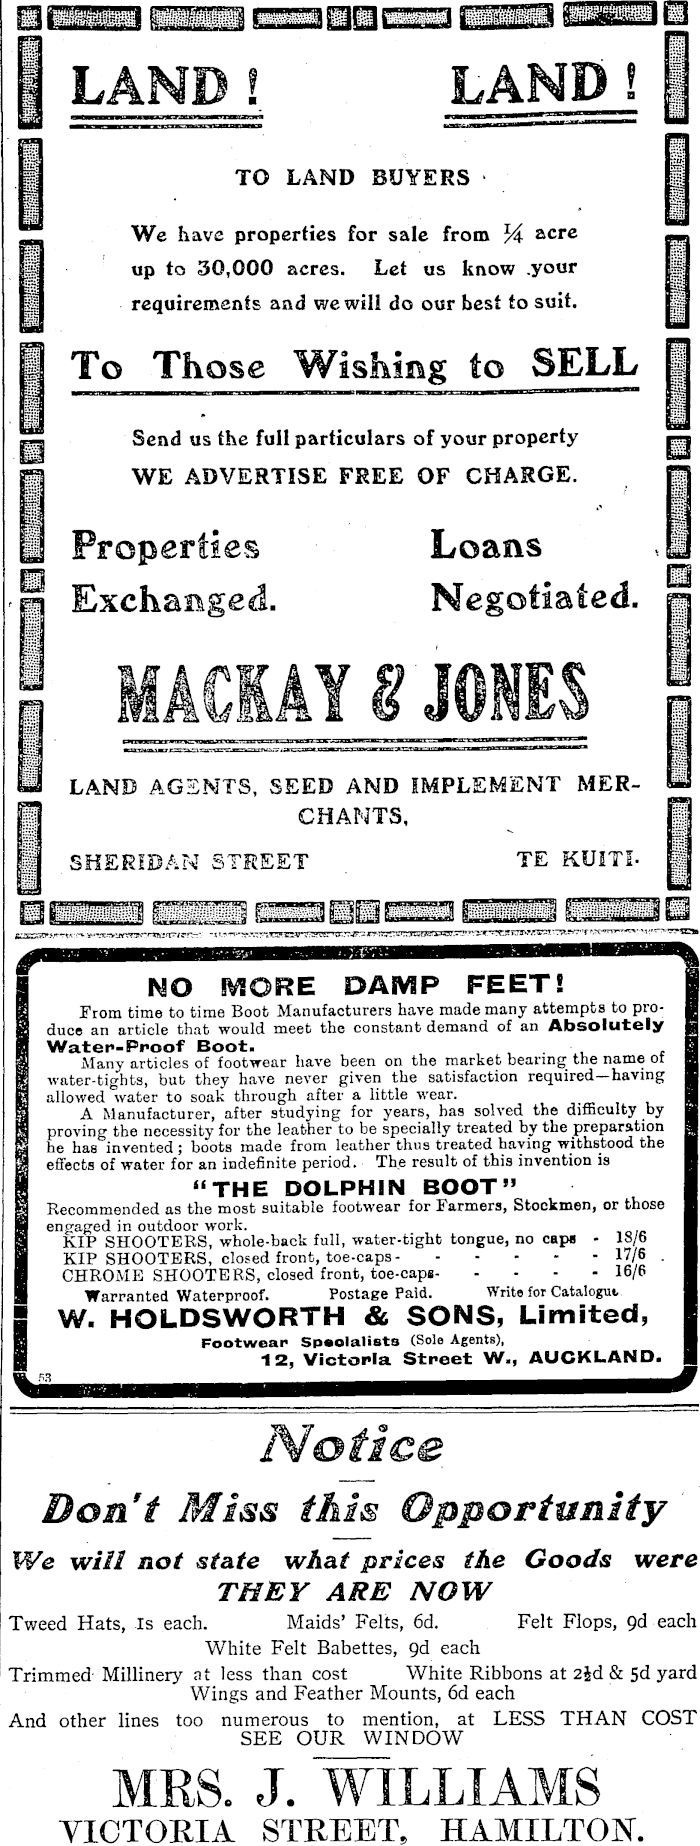 LAND! LAND!
TO LAND BUYERS
We have properties for sale from ¼ acre
up to 30,000 acres. Let us know your
requirements and we will do our best to suit.
To Those Wishing to SELL
Send us the full particulars of your property
WE ADVERTISE FREE OF CHARGE.
Properties Loans
Exchanged. Negotiated.
MACKAY & JONES
LAND AGENTS, SEED AND IMPLEMENT MER-
CHANTS,
SHERIDAN STREET TE KUITI.
NO MORE DAMP FEET!
From time to time Boot Manufacturers have made many attempts to pro-
duce an article that would meet the constant demand of an Absolutely
Water-Proof Boot.
Many articles of footwear have been on the market bearing the name of
water-tights, but they have never given the satisfaction required—having
allowed water to soak through after a little wear.
A Manufacturer, after studying for years, has solved the difficulty by
proving the necessity for the leather to be specially treated by the preparation
he has invented; boots made from leather thus treated having withstood the
effects of water for an indefinite period. The result of this invention is
"THE DOLPHIN BOOT"
Recommended as the most suitable footwear for Farmers, Stockmen, or those
engaged in outdoor work.
KIP SHOOTERS, whole-back full, water-tight tongue, no caps - 18/6
KIP SHOOTERS, closed front, toe-caps - - - - - - 17/6
CHROME SHOOTERS, closed front, toe-caps - - - - - 16/6
Warranted Waterproof. Postage Paid. Write for Catalogue
W. HOLDSWORTH & SONS, Limited,
Footwear Specialists (Sole Agents),
12, Victoria Street W., AUCKLAND.
53
Notice
Don't Miss this Opportunity
We will not state what prices the Goods were
THEY ARE NOW
Tweed Hats, 1s each. Maids' Felts, 6d. Felt Flops, 9d each
White Felt Babettes, 9d each
Trimmed Millinery at less than cost White Ribbons at 2½d & 5d yard
Wings and Feather Mounts, 6d each
And other lines too numerous to mention, at LESS THAN COST
SEE OUR WINDOW
MRS. J. WILLIAMS
VICTORIA STREET, HAMILTON.